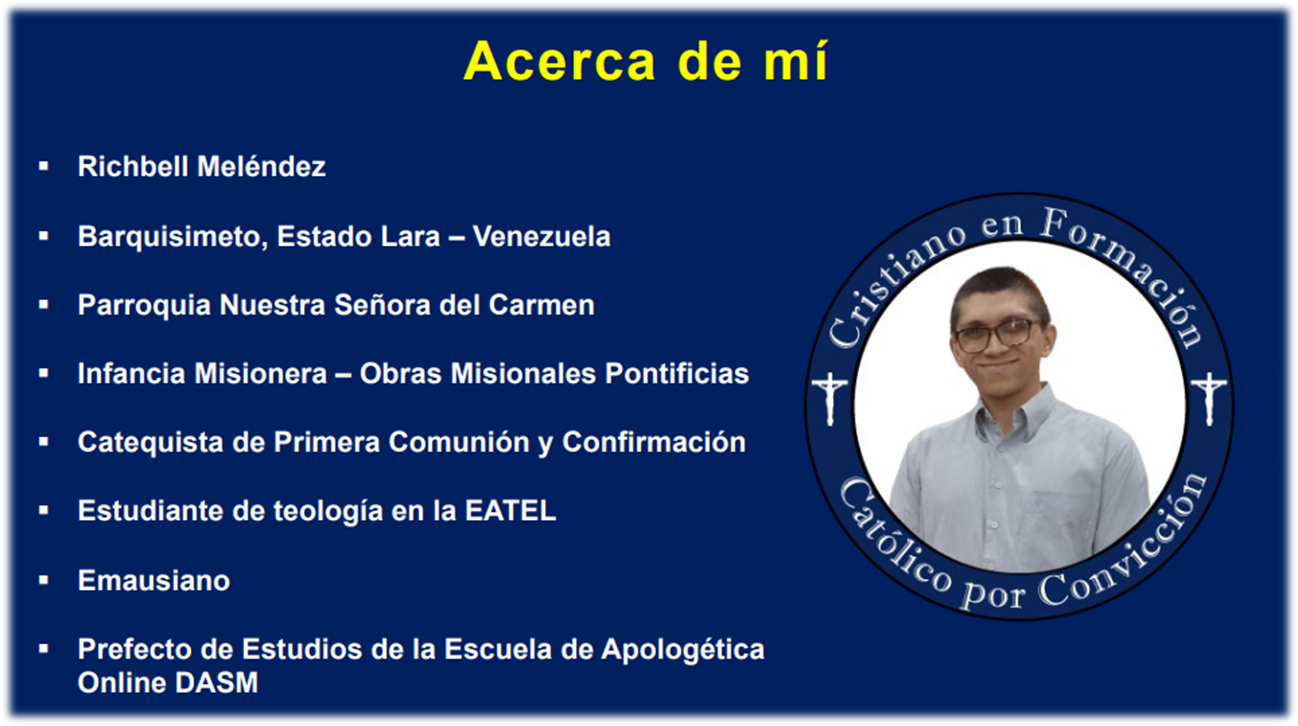 Acerca de mí
▪ Richbell Meléndez
▪ Barquisimeto, Estado Lara – Venezuela
▪ Parroquia Nuestra Señora del Carmen
▪ Infancia Misionera – Obras Misionales Pontificias
▪ Catequista de Primera Comunión y Confirmación
▪ Estudiante de teología en la EATEL
▪ Emausiano
▪ Prefecto de Estudios de la Escuela de Apologética
Online DASM
Cristiano en Formación
Católico por Convicción